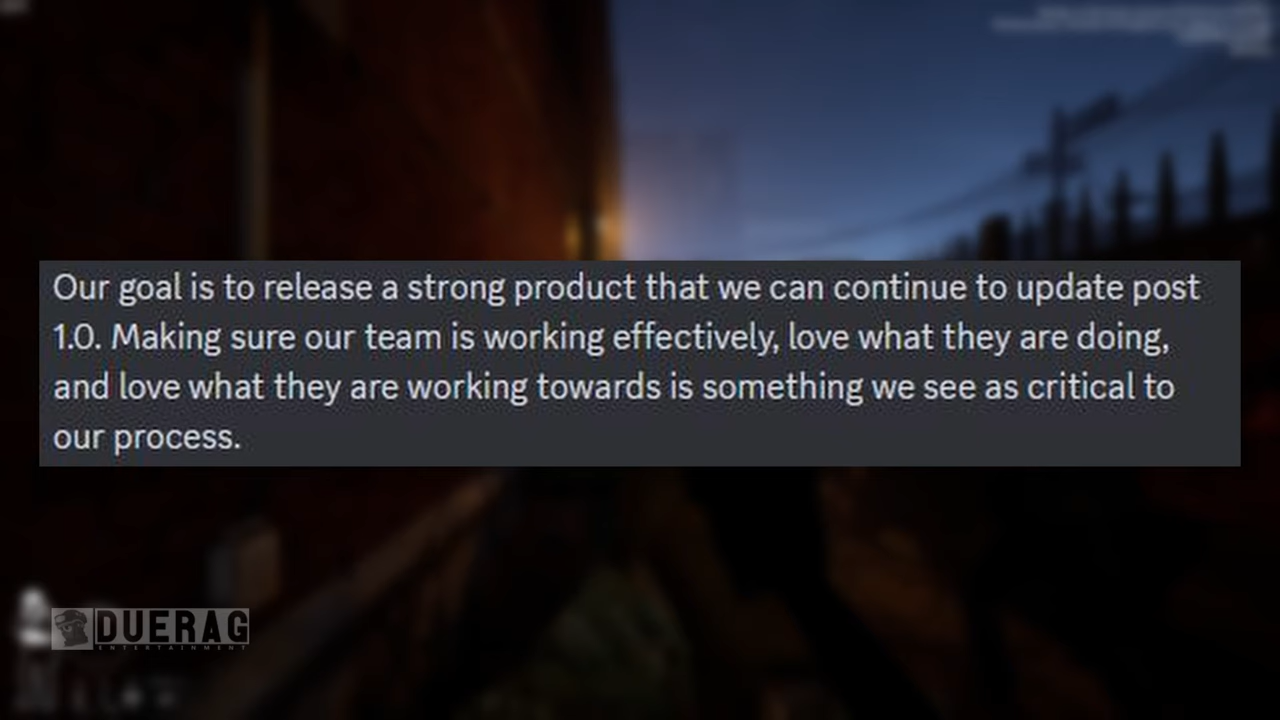 Our goal is to release a strong product that we can continue to update post
1.0. Making sure our team is working effectively, love what they are doing,
and love what they are working towards is something we see as critical to
our process.
DUERAG
ENTERTAINMENT